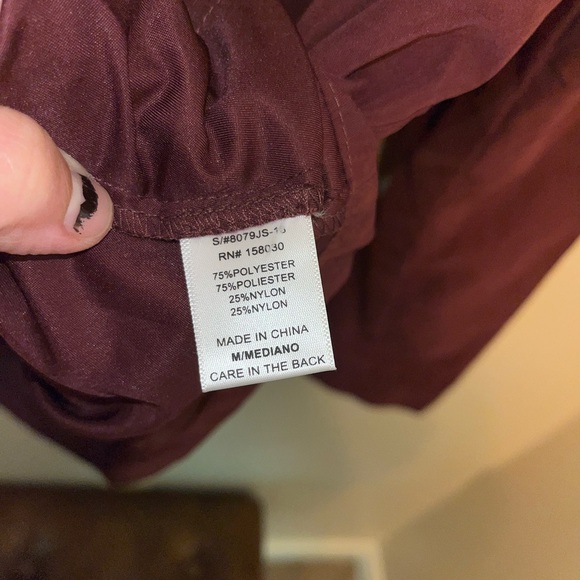 S/#8079JS-16
RN# 158030
75%POLYESTER
75%POLIESTER
25%NYLON
25%NYLON
MADE IN CHINA
M/MEDIANO
CARE IN THE BACK